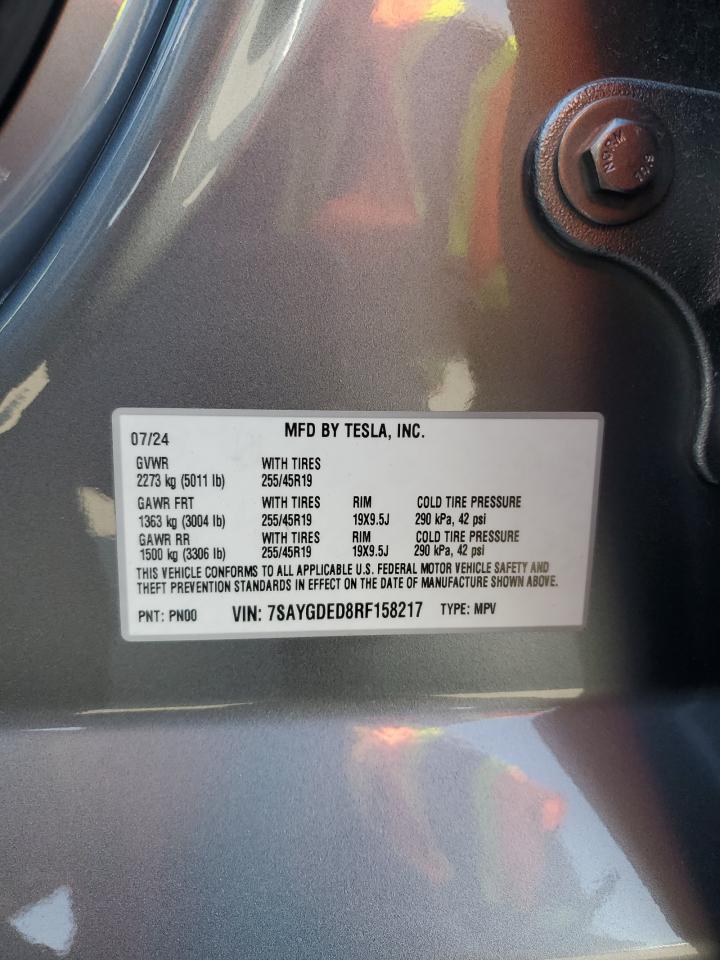 NORM
12.9
07/24 MFD BY TESLA, INC.
GVWR WITH TIRES
2273 kg (5011 lb) 255/45R19
GAWR FRT WITH TIRES RIM COLD TIRE PRESSURE
1363 kg (3004 lb) 255/45R19 19X9.5J 290 kPa, 42 psi
GAWR RR WITH TIRES RIM COLD TIRE PRESSURE
1500 kg (3306 lb) 255/45R19 19X9.5J 290 kPa, 42 psi
THIS VEHICLE CONFORMS TO ALL APPLICABLE U.S. FEDERAL MOTOR VEHICLE SAFETY AND
THEFT PREVENTION STANDARDS IN EFFECT ON THE DATE OF MANUFACTURE SHOWN ABOVE.
PNT: PN00 VIN: 7SAYGDED8RF158217 TYPE: MPV